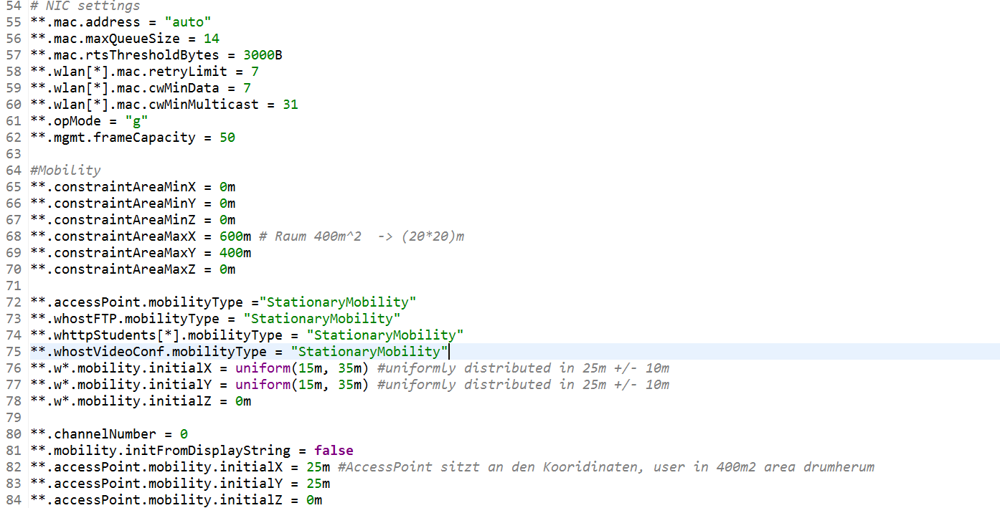 54 # NIC settings
55 **.mac.address = "auto"
56 **.mac.maxQueueSize = 14
57 **.mac.rtsThresholdBytes = 3000B
58 **.wlan[*].mac.retryLimit = 7
59 **.wlan[*].mac.cwMinData = 7
60 **.wlan[*].mac.cwMinMulticast = 31
61 **.opMode = "g"
62 **.mgmt.frameCapacity = 50
63
64 #Mobility
65 **.constraintAreaMinX = 0m
66 **.constraintAreaMinY = 0m
67 **.constraintAreaMinZ = 0m
68 **.constraintAreaMaxX = 600m # Raum 400m^2  -> (20*20)m
69 **.constraintAreaMaxY = 400m
70 **.constraintAreaMaxZ = 0m
71
72 **.accessPoint.mobilityType ="StationaryMobility"
73 **.whostFTP.mobilityType = "StationaryMobility"
74 **.whttpStudents[*].mobilityType = "StationaryMobility"
75 **.whostVideoConf.mobilityType = "StationaryMobility"
76 **.w*.mobility.initialX = uniform(15m, 35m) #uniformly distributed in 25m +/- 10m
77 **.w*.mobility.initialY = uniform(15m, 35m) #uniformly distributed in 25m +/- 10m
78 **.w*.mobility.initialZ = 0m
79
80 **.channelNumber = 0
81 **.mobility.initFromDisplayString = false
82 **.accessPoint.mobility.initialX = 25m #AccessPoint sitzt an den Kooridinaten, user in 400m2 area drumherum
83 **.accessPoint.mobility.initialY = 25m
84 **.accessPoint.mobility.initialZ = 0m